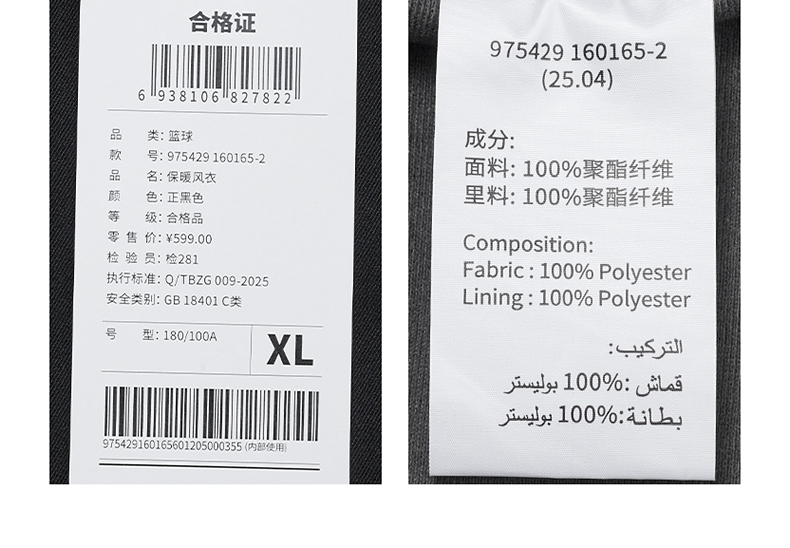 合格证
6 938106 827822
品 类: 篮球
款 号: 975429 160165-2
品 名: 保暖风衣
颜 色: 正黑色
等 级: 合格品
零 售 价: ¥599.00
检 验 员: 检281
执行标准: Q/TBZG 009-2025
安全类别: GB 18401 C类
号 型: 180/100A
XL
975429160165601205000355 (内部使用)
975429 160165-2
(25.04)
成分:
面料: 100%聚酯纤维
里料: 100%聚酯纤维
Composition:
Fabric : 100% Polyester
Lining : 100% Polyester
التركيب:
قماش :100% بوليستر
بطانة:100% بوليستر